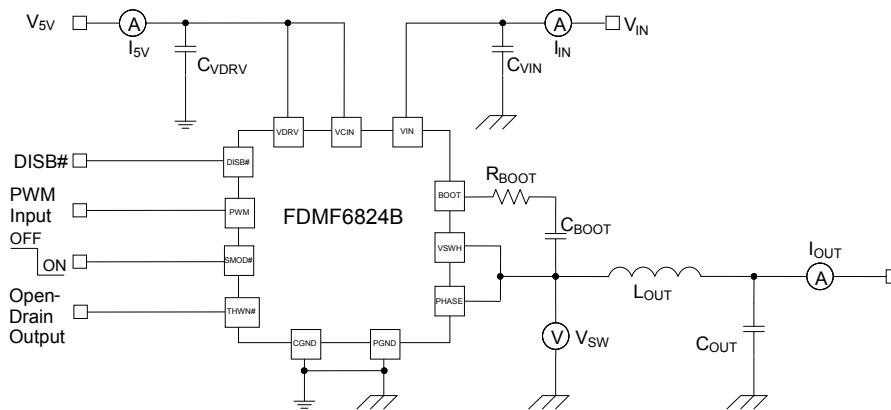 V5V
A
I5V
CVDRV
CVIN
A
IIN
VIN
VDRV
VCIN
VIN
DISB#
DISB#
PWM
Input
PWM
OFF
ON
SMOD#
Open-
Drain
Output
THWN#
FDMF6824B
BOOT
RBOOT
CBOOT
VSWH
PHASE
CGND
PGND
V
VSW
LOUT
COUT
IOUT
A